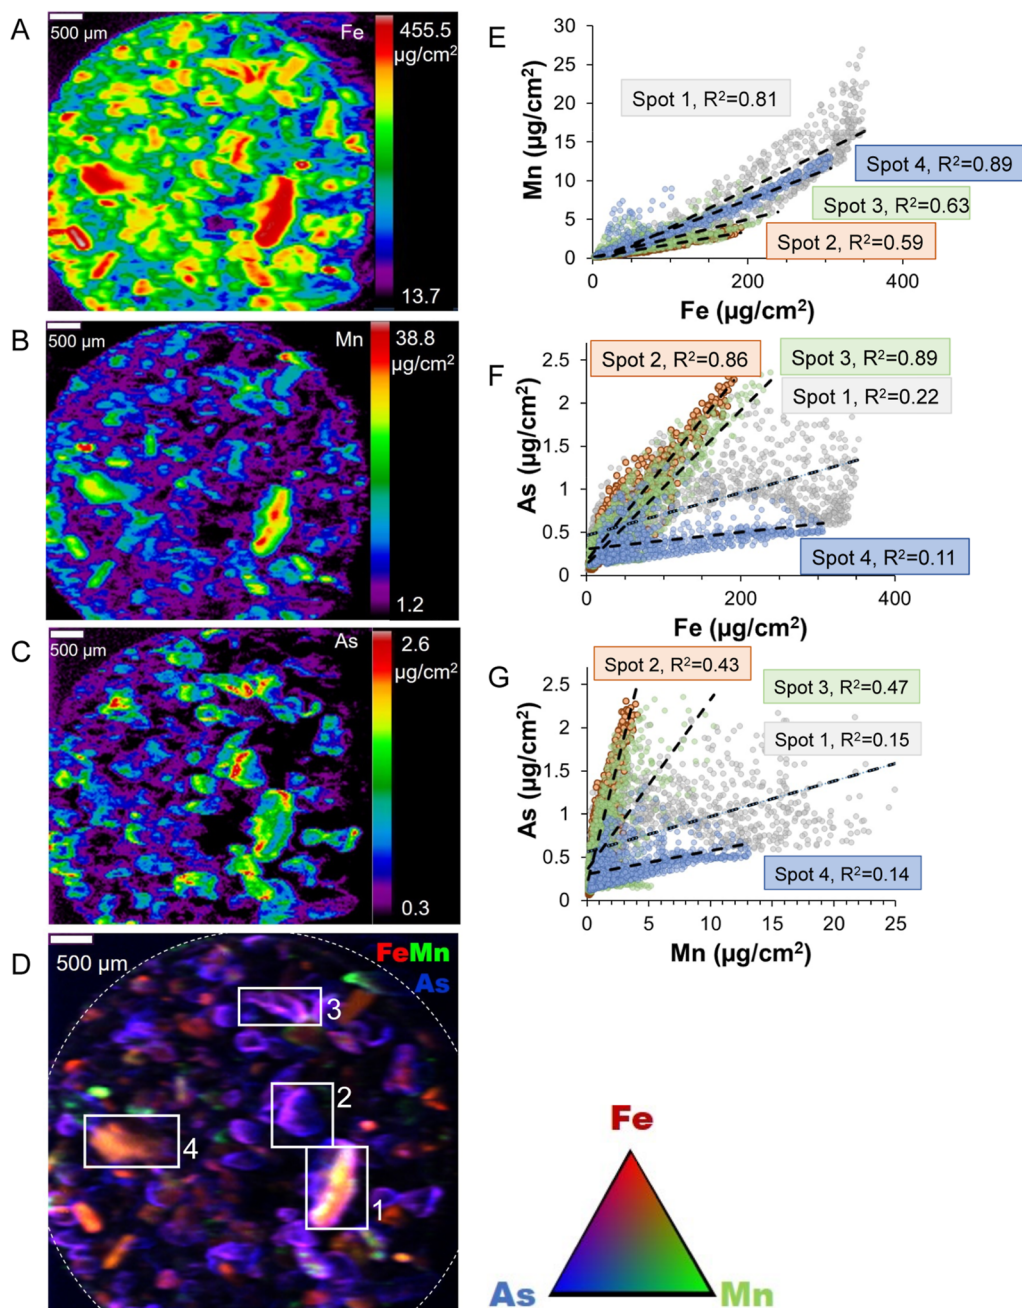 A
500 µm
Fe
455.5
µg/cm²
13.7
B
500 µm
Mn
38.8
µg/cm²
1.2
C
500 µm
As
2.6
µg/cm²
0.3
D
500 µm
FeMn
As
3
2
4
1
E
Mn (µg/cm²)
30
25
20
15
10
5
0
Spot 1, R²=0.81
Spot 4, R²=0.89
Spot 3, R²=0.63
Spot 2, R²=0.59
0 200 400
Fe (µg/cm²)
F
As (µg/cm²)
2.5
2
1.5
1
0.5
0
Spot 2, R²=0.86
Spot 3, R²=0.89
Spot 1, R²=0.22
Spot 4, R²=0.11
0 200 400
Fe (µg/cm²)
G
As (µg/cm²)
2.5
2
1.5
1
0.5
0
Spot 2, R²=0.43
Spot 3, R²=0.47
Spot 1, R²=0.15
Spot 4, R²=0.14
0 5 10 15 20 25
Mn (µg/cm²)
Fe
As
Mn